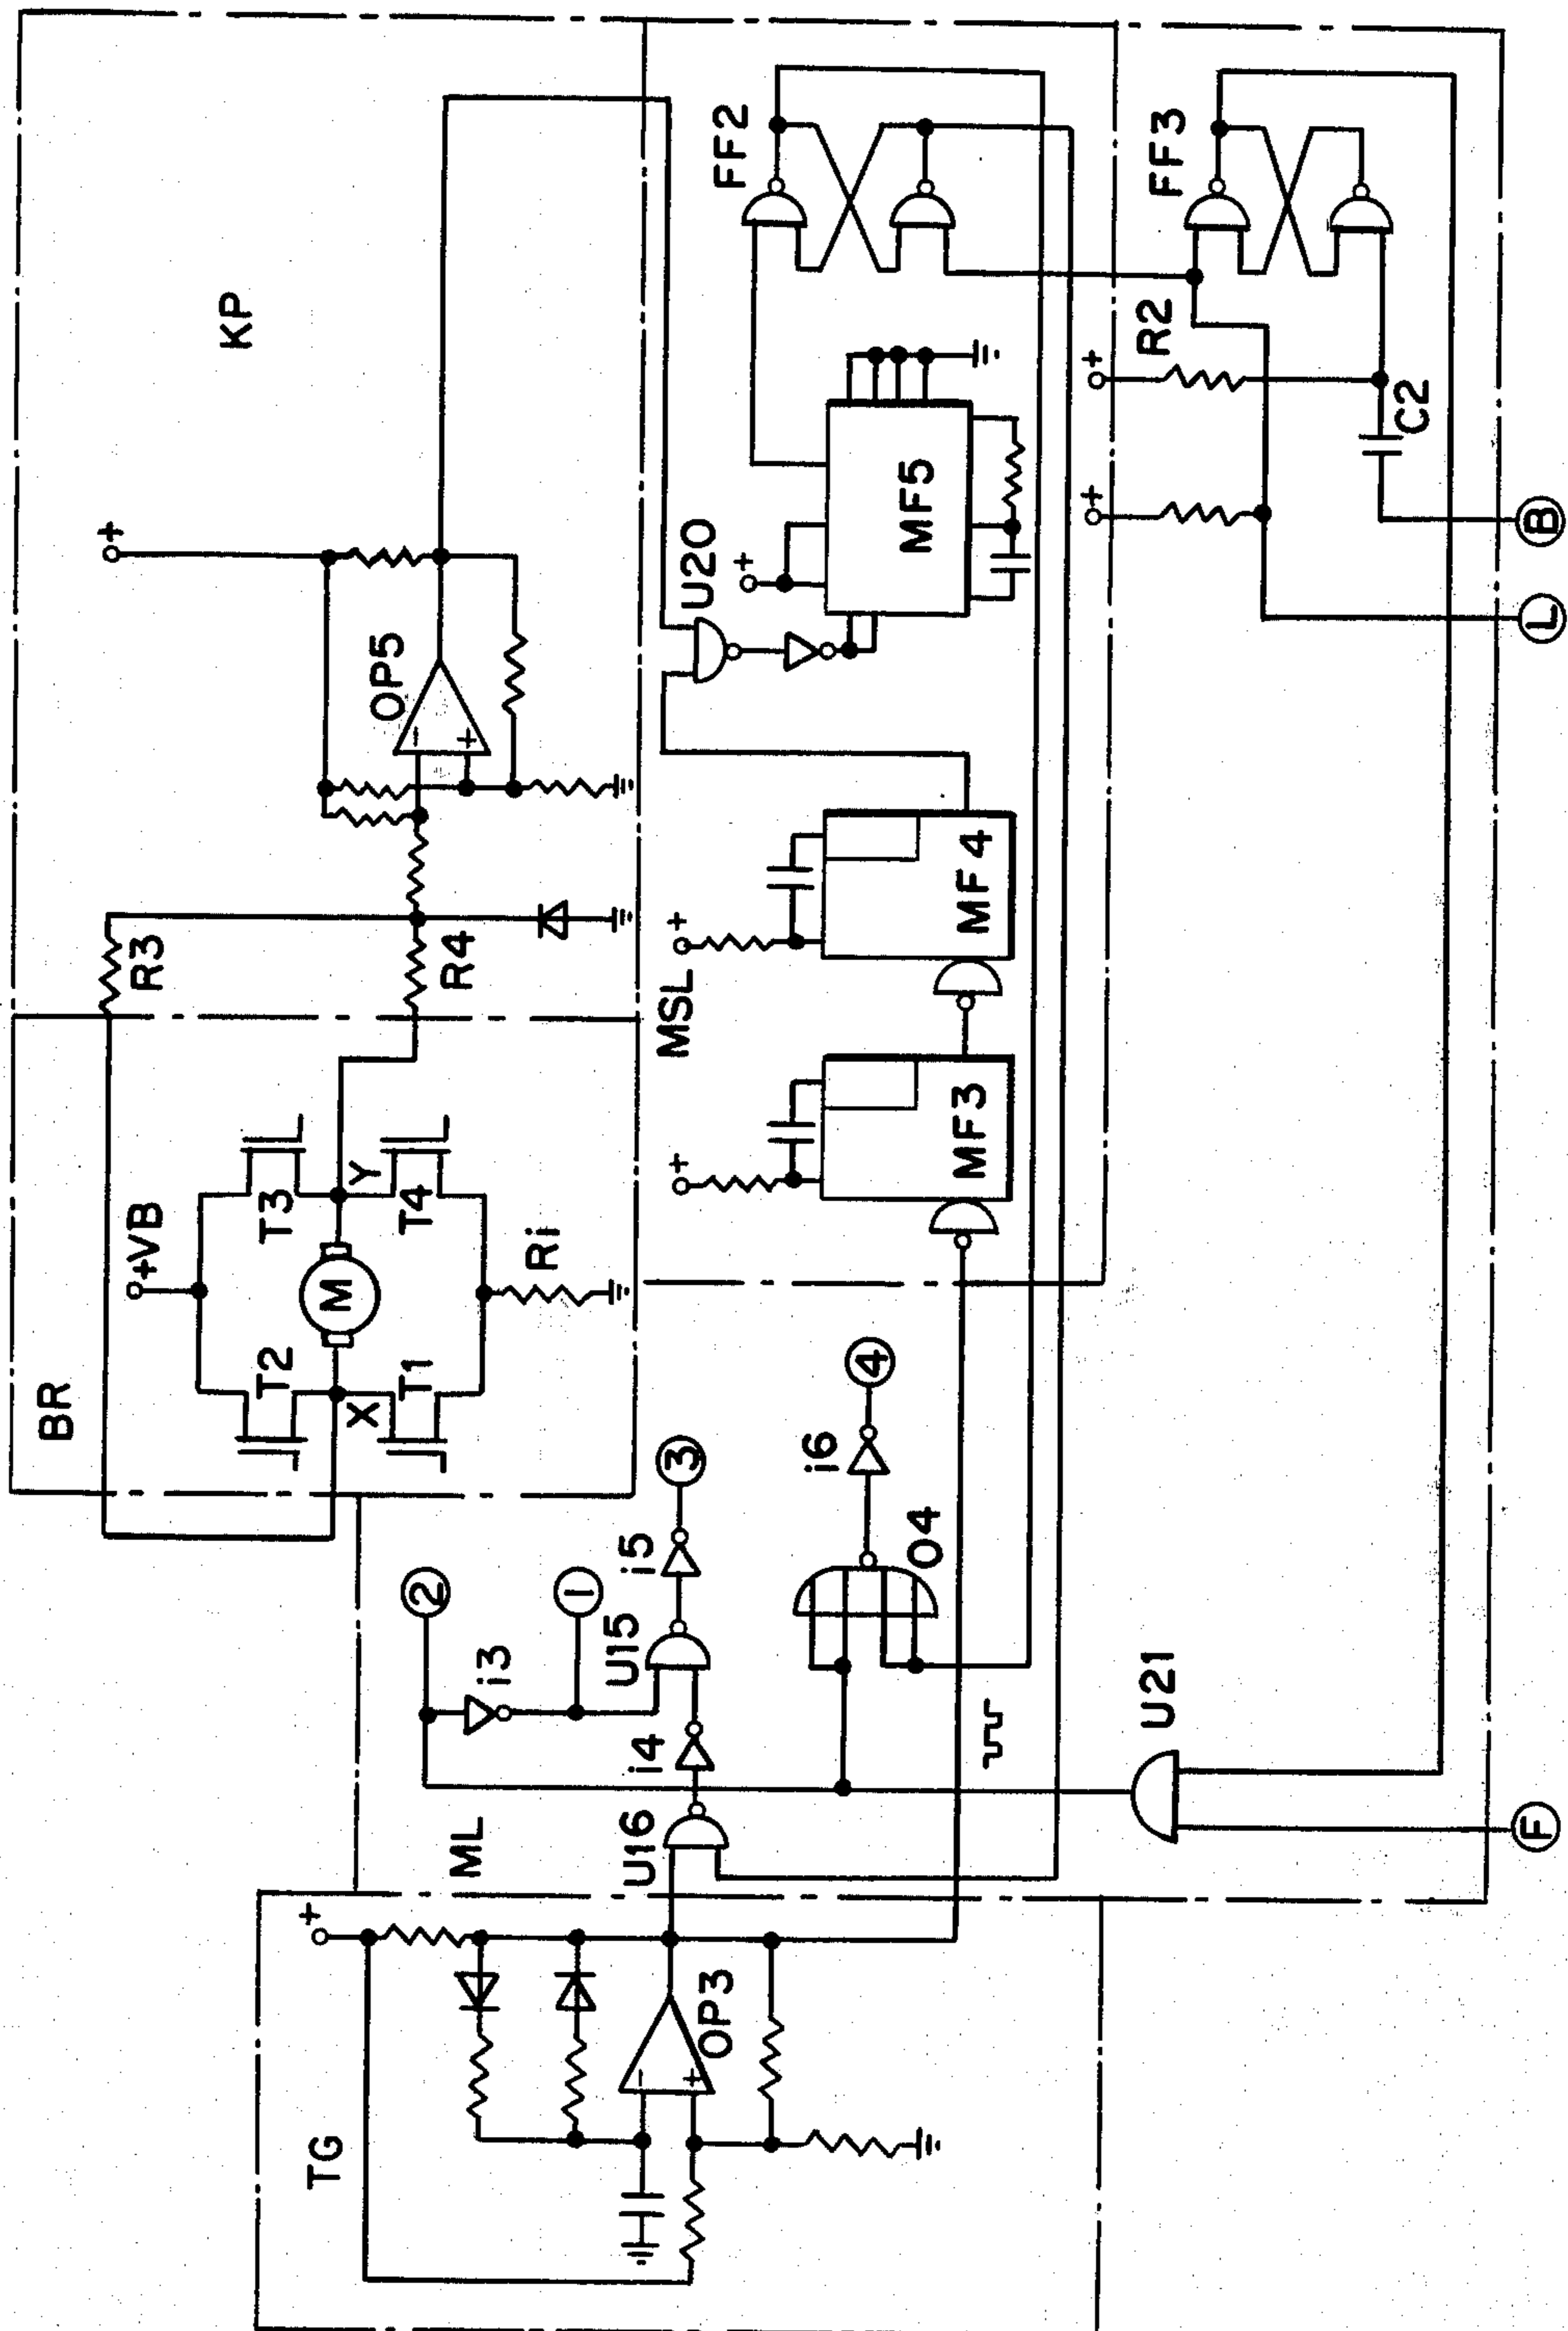 BR
+VB
T2
T3
M
X
Y
T1
T4
Ri
R3
R4
KP
+
OP5
-
+
TG
+
OP3
-
+
ML
U16
i4
i3
2
1
U15
i5
3
O4
i6
4
MSL
+
+
MF3
MF4
U20
+
MF5
FF2
FF3
+
+
R2
C2
U21
F
L
B